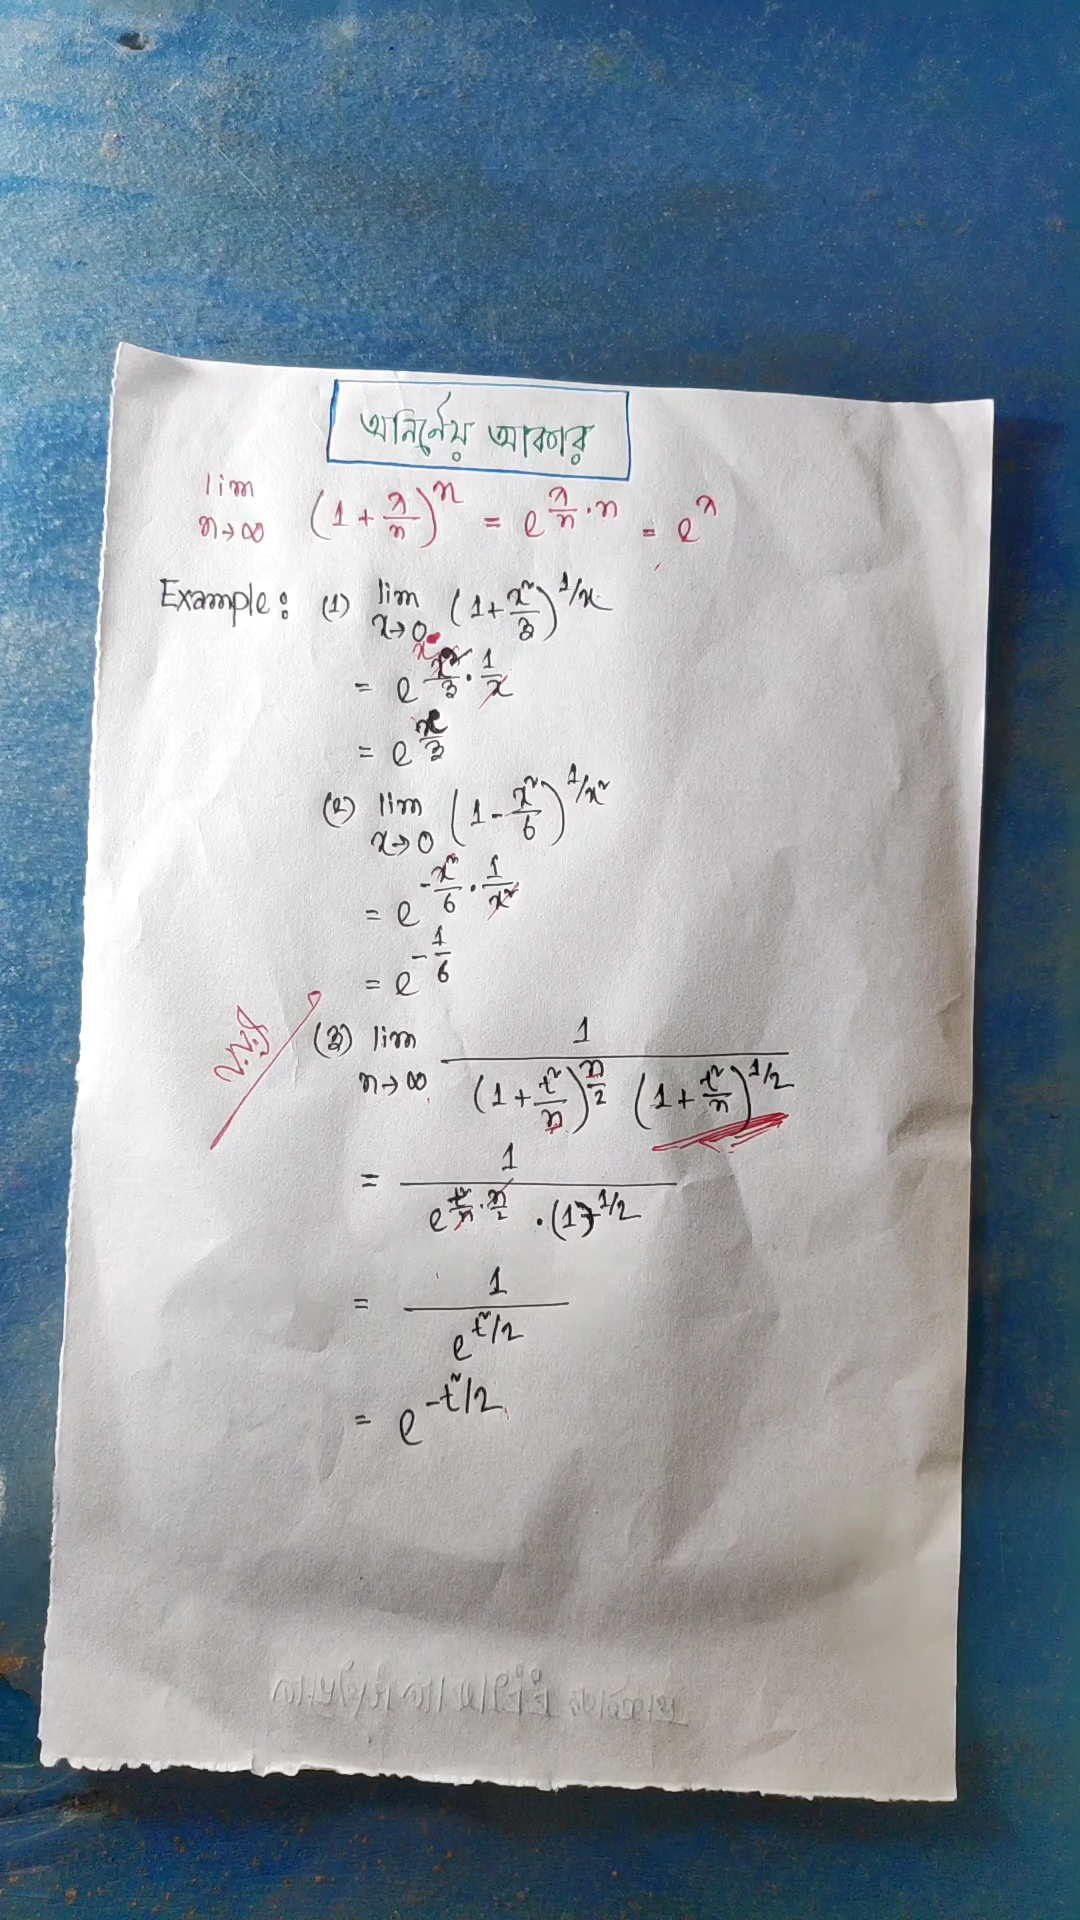 অনির্নেয় আকার
lim n→∞ (1 + λ/n)^n = e^(λ/n · n) = e^λ
Example: (1) lim x→0 (1 + x²/3)^(1/x)
= e^(x²/3 · 1/x)
= e^(x/3)
(2) lim x→0 (1 - x²/6)^(1/x²)
= e^(-x²/6 · 1/x²)
= e^(-1/6)
V.V.I (3) lim n→∞ 1 / (1 + t²/n)^(n/2) (1 + t²/n)^(1/2)
= 1 / e^(t²/n · n/2) · (1)^(1/2)
= 1 / e^(t²/2)
= e^(-t²/2)